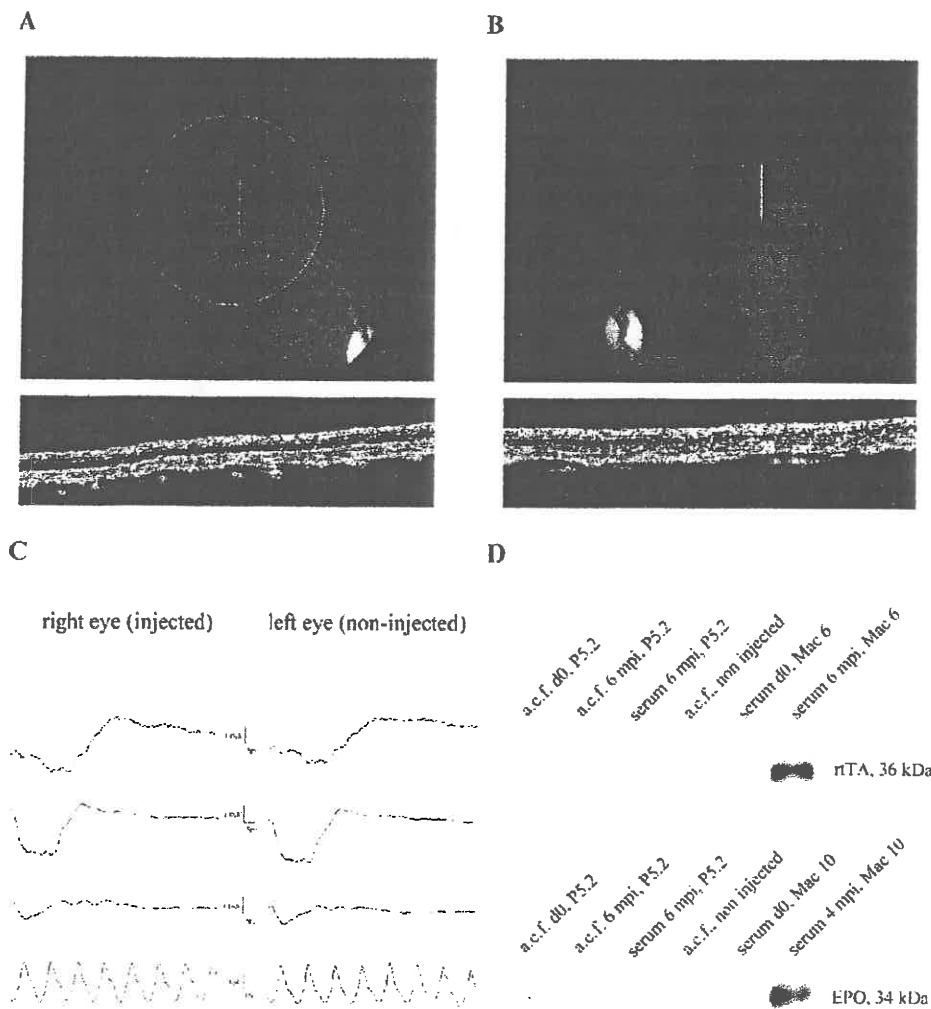 A
B
C
D
right eye (injected)
left eye (non-injected)
a.c.f. d0, P5.2
a.c.f. 6 mpi, P5.2
serum 6 mpi, P5.2
a.c.f., non injected
serum d0, Mac 6
serum 6 mpi, Mac 6
rtTA, 36 kDa
a.c.f. d0, P5.2
a.c.f. 6 mpi, P5.2
serum 6 mpi, P5.2
a.c.f., non injected
serum d0, Mac 10
serum 4 mpi, Mac 10
EPO, 34 kDa